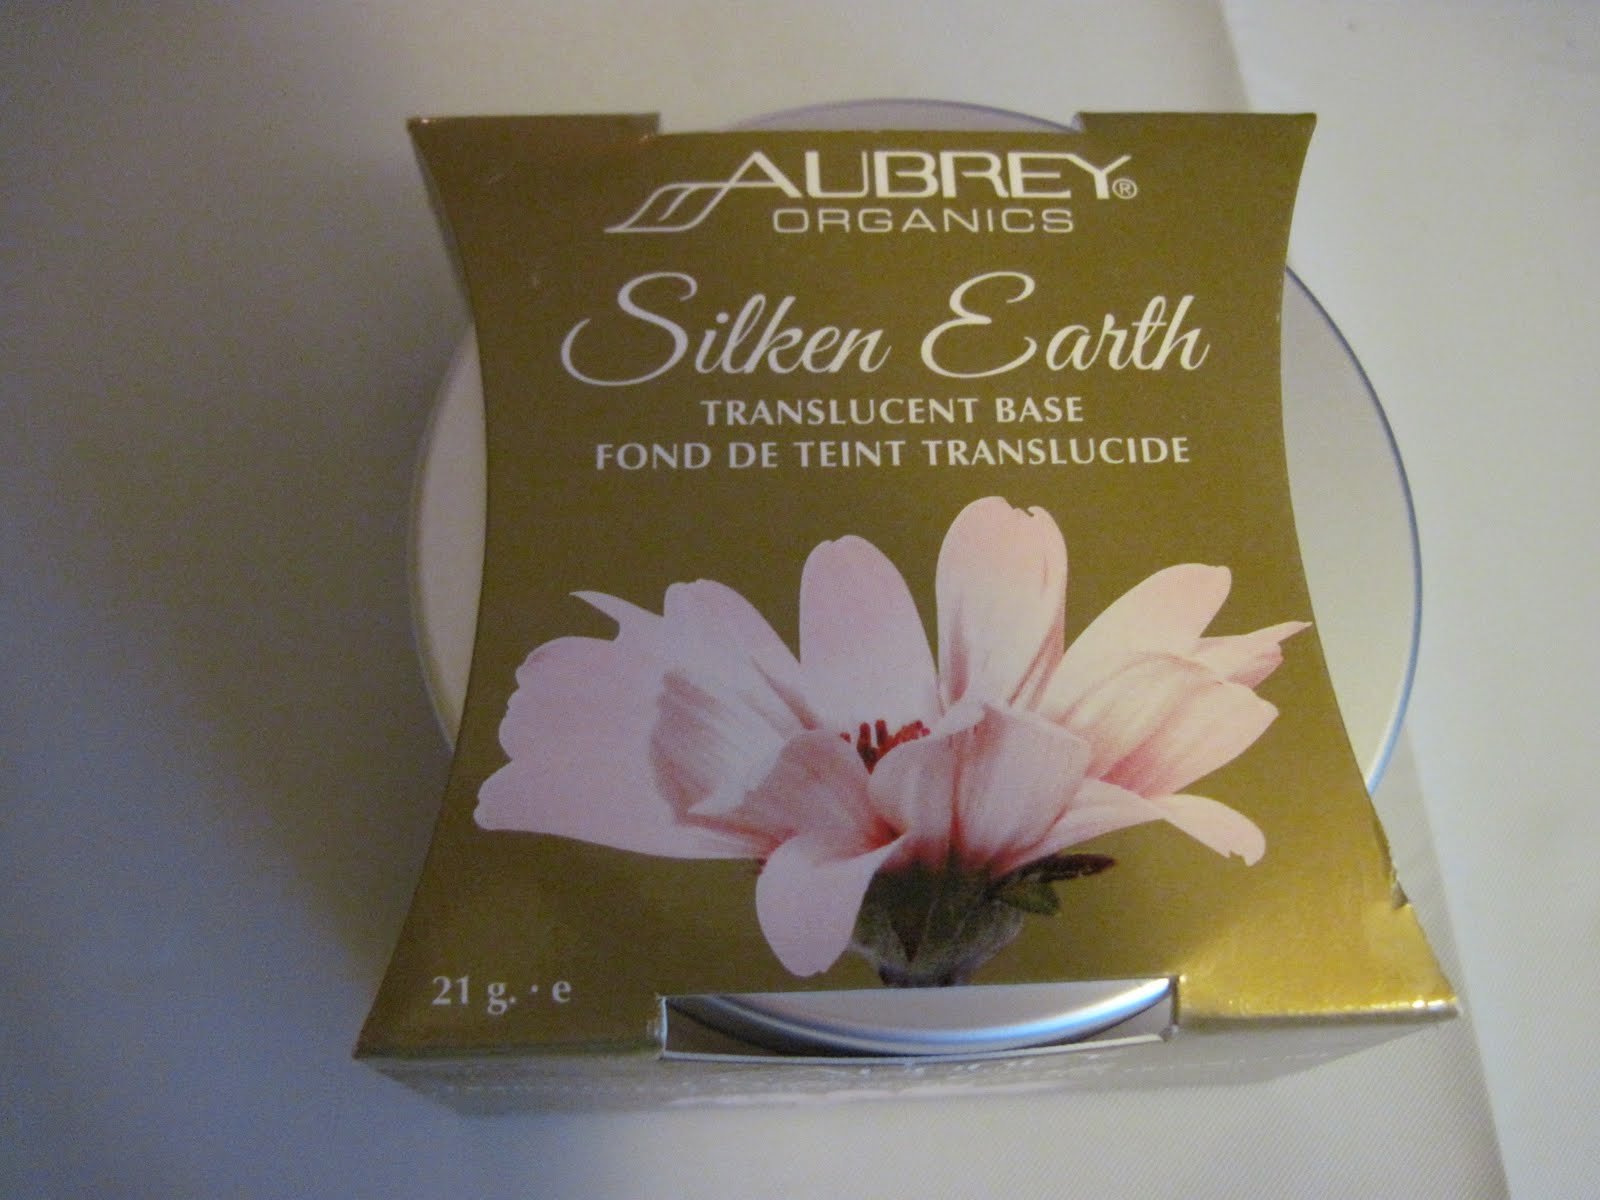 AUBREY®
ORGANICS
Silken Earth
TRANSLUCENT BASE
FOND DE TEINT TRANSLUCIDE
21 g. · e